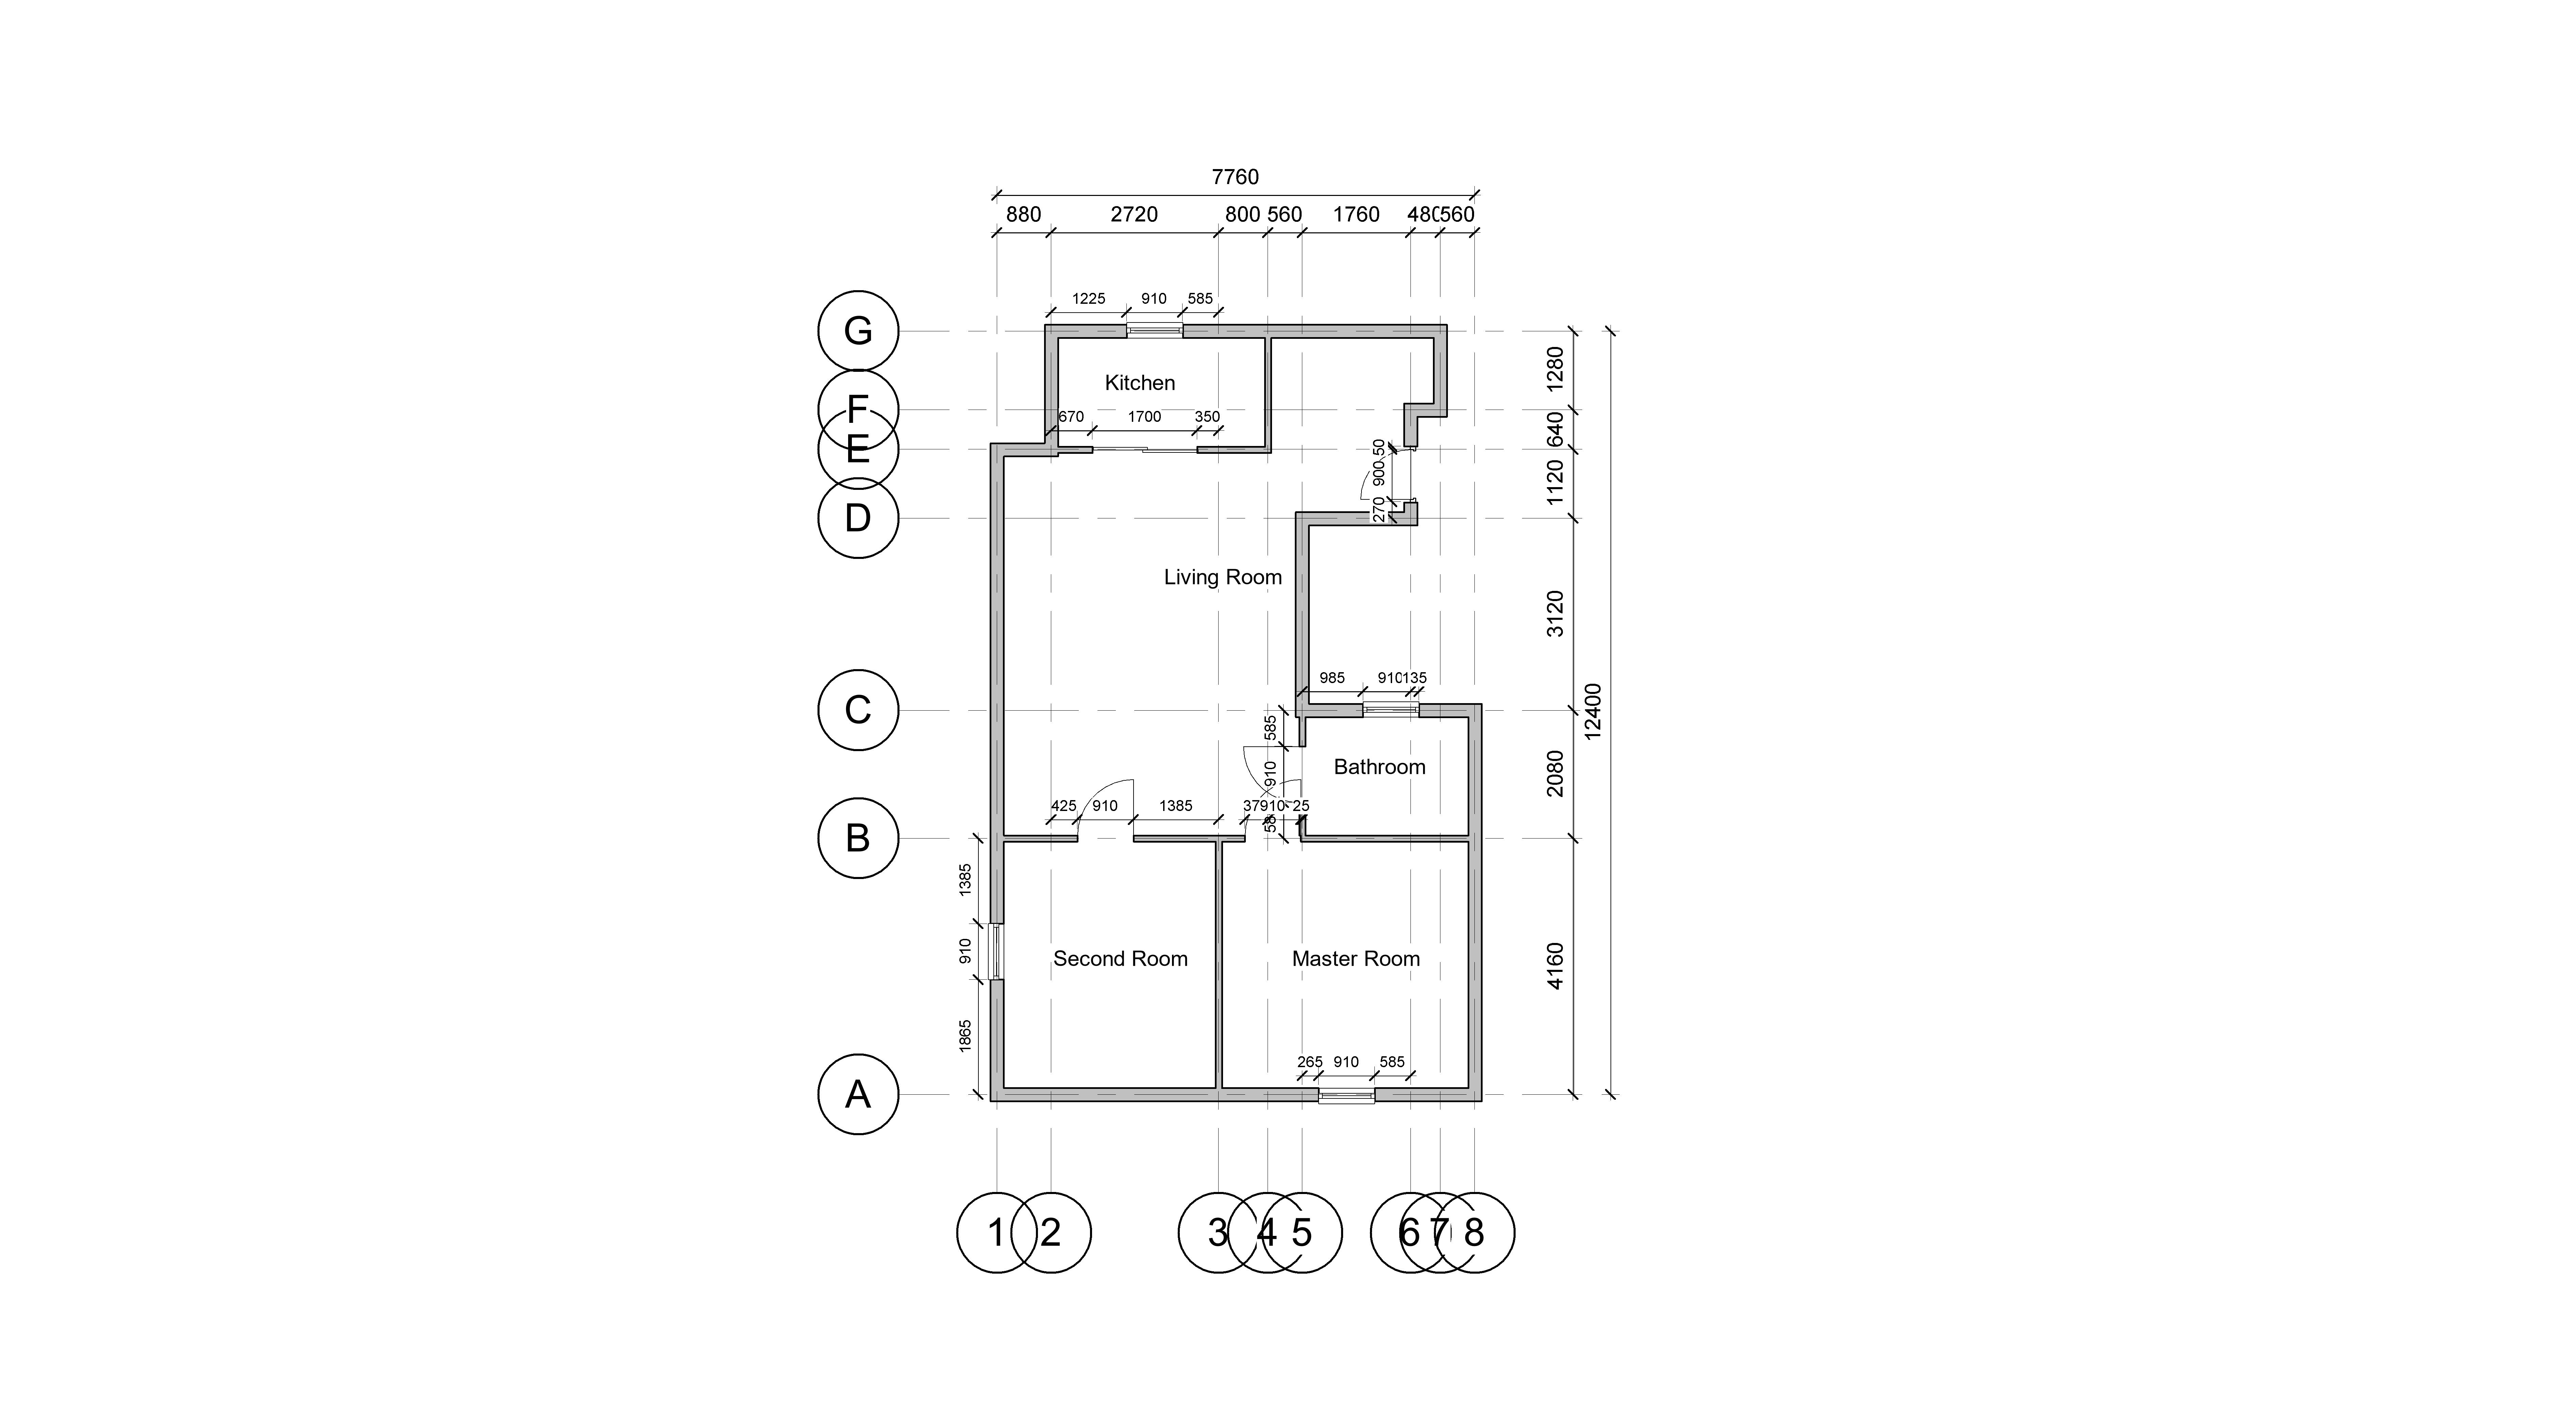 7760
880 2720 800 560 1760 480 560
1225 910 585
G
1280
Kitchen
F
670 1700 350
640
E
50
900
1120
270
D
Living Room
3120
985 910 135
C
12400
585
Bathroom
910
2080
425 910 1385 910 25
B
1385
910
Second Room Master Room
4160
1865
265 910 585
A
1 2 3 4 5 6 7 8